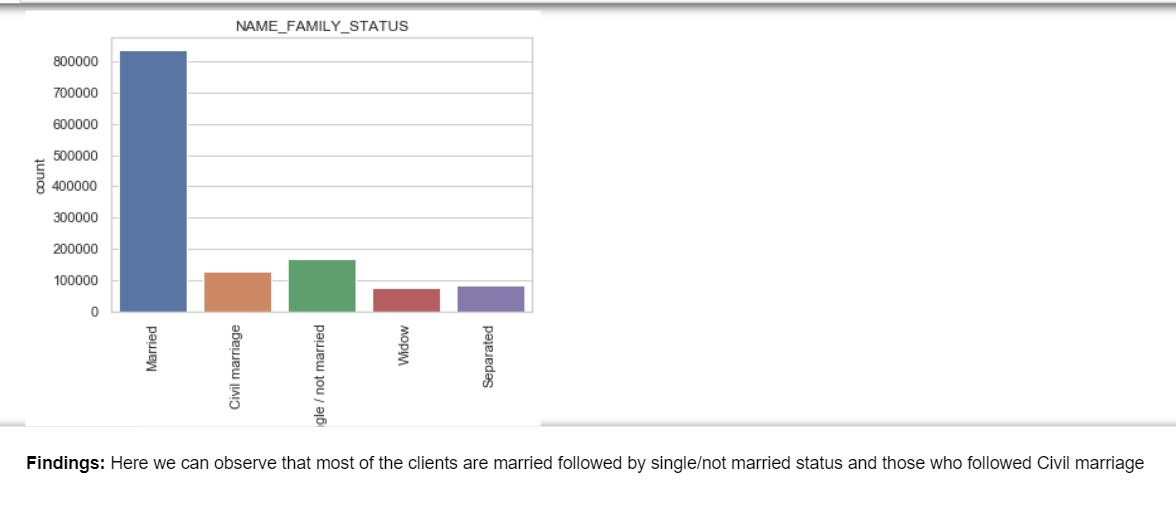 NAME_FAMILY_STATUS
800000
700000
600000
500000
400000
300000
200000
100000
0
count
Married
Civil marriage
gle / not married
Widow
Separated
Findings: Here we can observe that most of the clients are married followed by single/not married status and those who followed Civil marriage